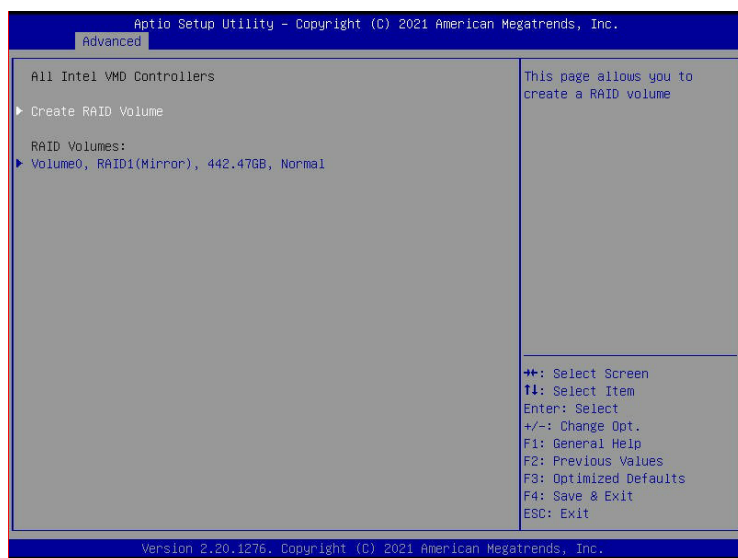 Aptio Setup Utility – Copyright (C) 2021 American Megatrends, Inc.
Advanced
All Intel VMD Controllers
Create RAID Volume
RAID Volumes:
Volume0, RAID1(Mirror), 442.47GB, Normal
This page allows you to
create a RAID volume
→←: Select Screen
↑↓: Select Item
Enter: Select
+/-: Change Opt.
F1: General Help
F2: Previous Values
F3: Optimized Defaults
F4: Save & Exit
ESC: Exit
Version 2.20.1276. Copyright (C) 2021 American Megatrends, Inc.